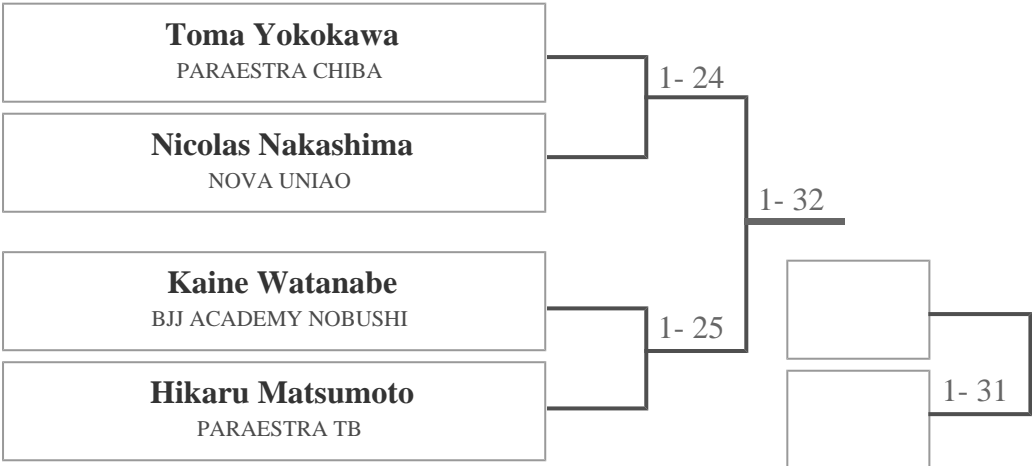 Toma Yokokawa
PARAESTRA CHIBA
1- 24
Nicolas Nakashima
NOVA UNIAO
1- 32
Kaine Watanabe
BJJ ACADEMY NOBUSHI
1- 25
Hikaru Matsumoto
PARAESTRA TB
1- 31